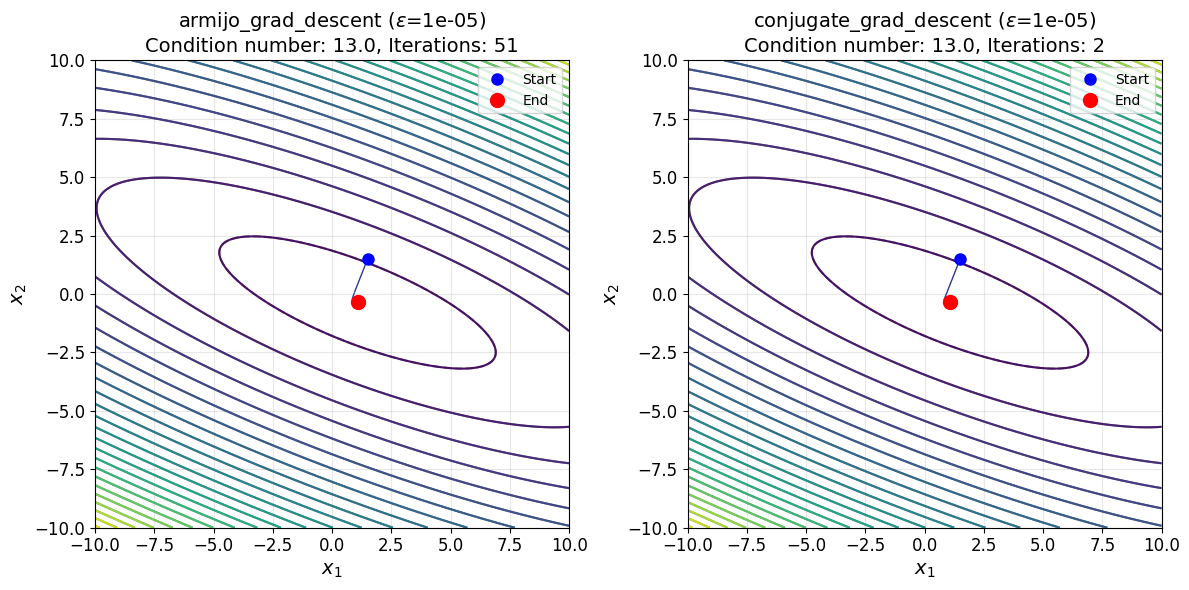 armijo_grad_descent (ε=1e-05)
Condition number: 13.0, Iterations: 51
10.0
7.5
5.0
2.5
0.0
−2.5
−5.0
−7.5
−10.0
x₂
Start
End
−10.0 −7.5 −5.0 −2.5 0.0 2.5 5.0 7.5 10.0
x₁
conjugate_grad_descent (ε=1e-05)
Condition number: 13.0, Iterations: 2
10.0
7.5
5.0
2.5
0.0
−2.5
−5.0
−7.5
−10.0
x₂
Start
End
−10.0 −7.5 −5.0 −2.5 0.0 2.5 5.0 7.5 10.0
x₁